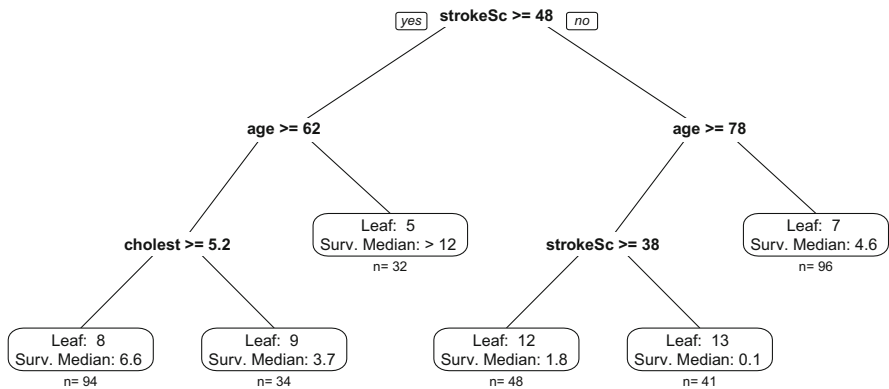 strokeSc >= 48
yes
no
age >= 62
age >= 78
cholest >= 5.2
Leaf: 5
Surv. Median: > 12
n= 32
strokeSc >= 38
Leaf: 7
Surv. Median: 4.6
n= 96
Leaf: 8
Surv. Median: 6.6
n= 94
Leaf: 9
Surv. Median: 3.7
n= 34
Leaf: 12
Surv. Median: 1.8
n= 48
Leaf: 13
Surv. Median: 0.1
n= 41